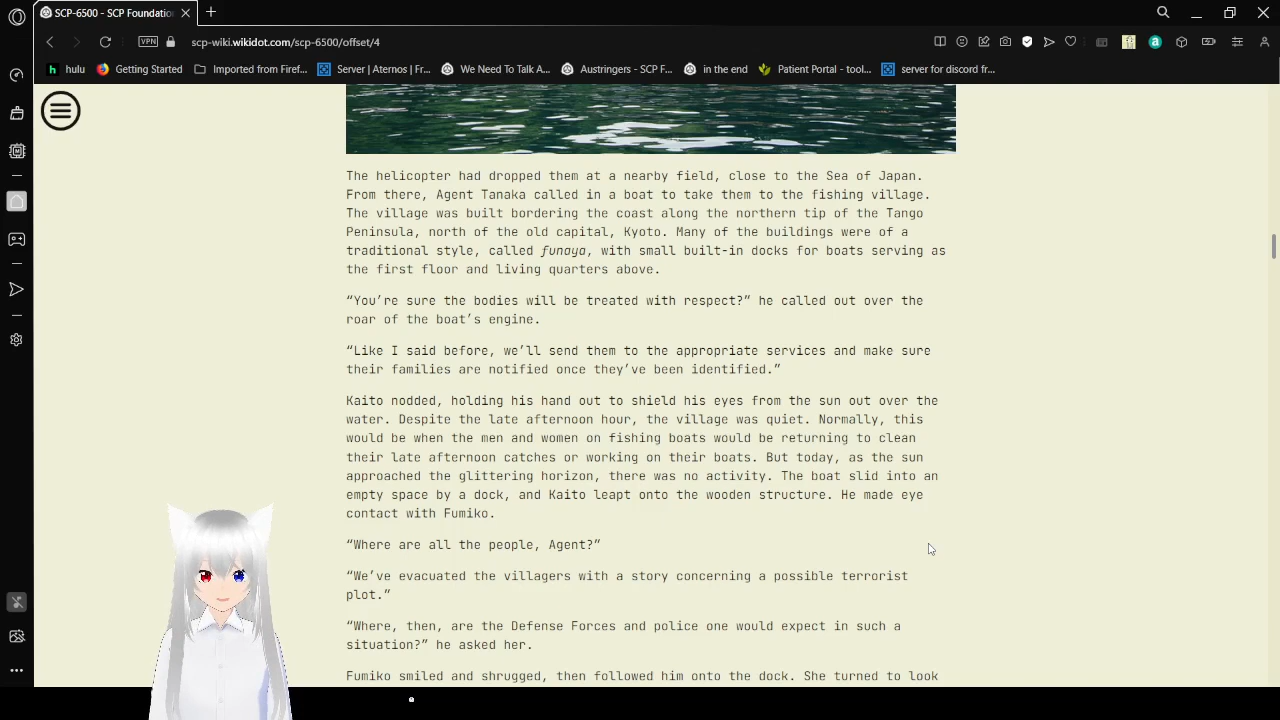 SCP-6500 - SCP Foundatio
scp-wiki.wikidot.com/scp-6500/offset/4
VPN
hulu
Getting Started
Imported from Firef...
Server | Aternos | Fr...
We Need To Talk A...
Austringers - SCP F...
in the end
Patient Portal - tool...
server for discord fr...
The helicopter had dropped them at a nearby field, close to the Sea of Japan.
From there, Agent Tanaka called in a boat to take them to the fishing village.
The village was built bordering the coast along the northern tip of the Tango
Peninsula, north of the old capital, Kyoto. Many of the buildings were of a
traditional style, called funaya, with small built-in docks for boats serving as
the first floor and living quarters above.
“You’re sure the bodies will be treated with respect?” he called out over the
roar of the boat’s engine.
“Like I said before, we’ll send them to the appropriate services and make sure
their families are notified once they’ve been identified.”
Kaito nodded, holding his hand out to shield his eyes from the sun out over the
water. Despite the late afternoon hour, the village was quiet. Normally, this
would be when the men and women on fishing boats would be returning to clean
their late afternoon catches or working on their boats. But today, as the sun
approached the glittering horizon, there was no activity. The boat slid into an
empty space by a dock, and Kaito leapt onto the wooden structure. He made eye
contact with Fumiko.
“Where are all the people, Agent?”
“We’ve evacuated the villagers with a story concerning a possible terrorist
plot.”
“Where, then, are the Defense Forces and police one would expect in such a
situation?” he asked her.
Fumiko smiled and shrugged, then followed him onto the dock. She turned to look